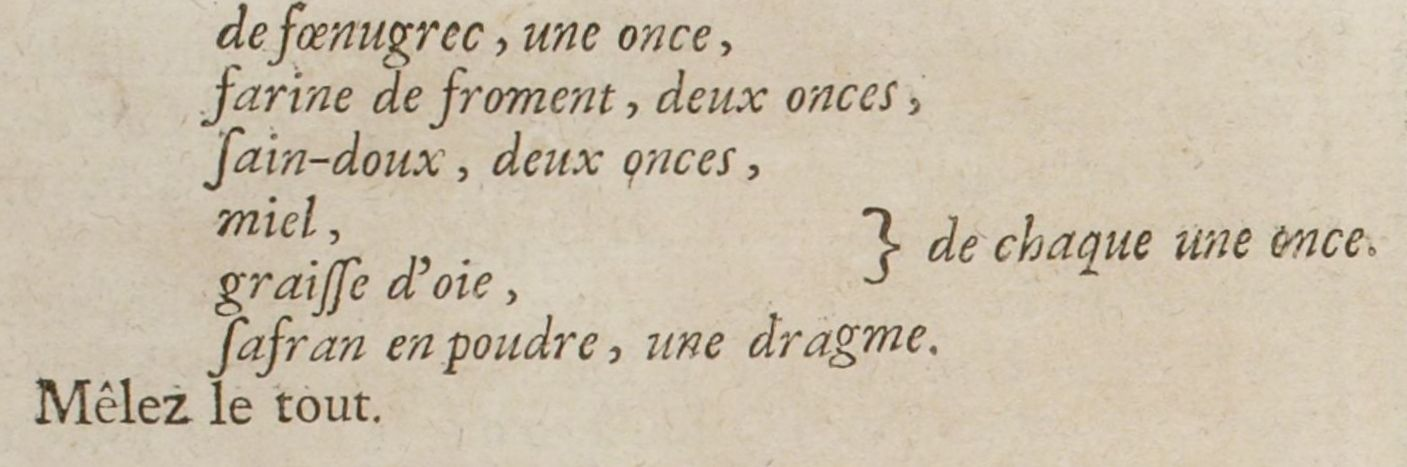 de fœnugrec, une once,
farine de froment, deux onces,
ſain-doux, deux onces,
miel,
} de chaque une once.
graiſſe d'oie,
ſafran en poudre, une dragme.
Mêlez le tout.